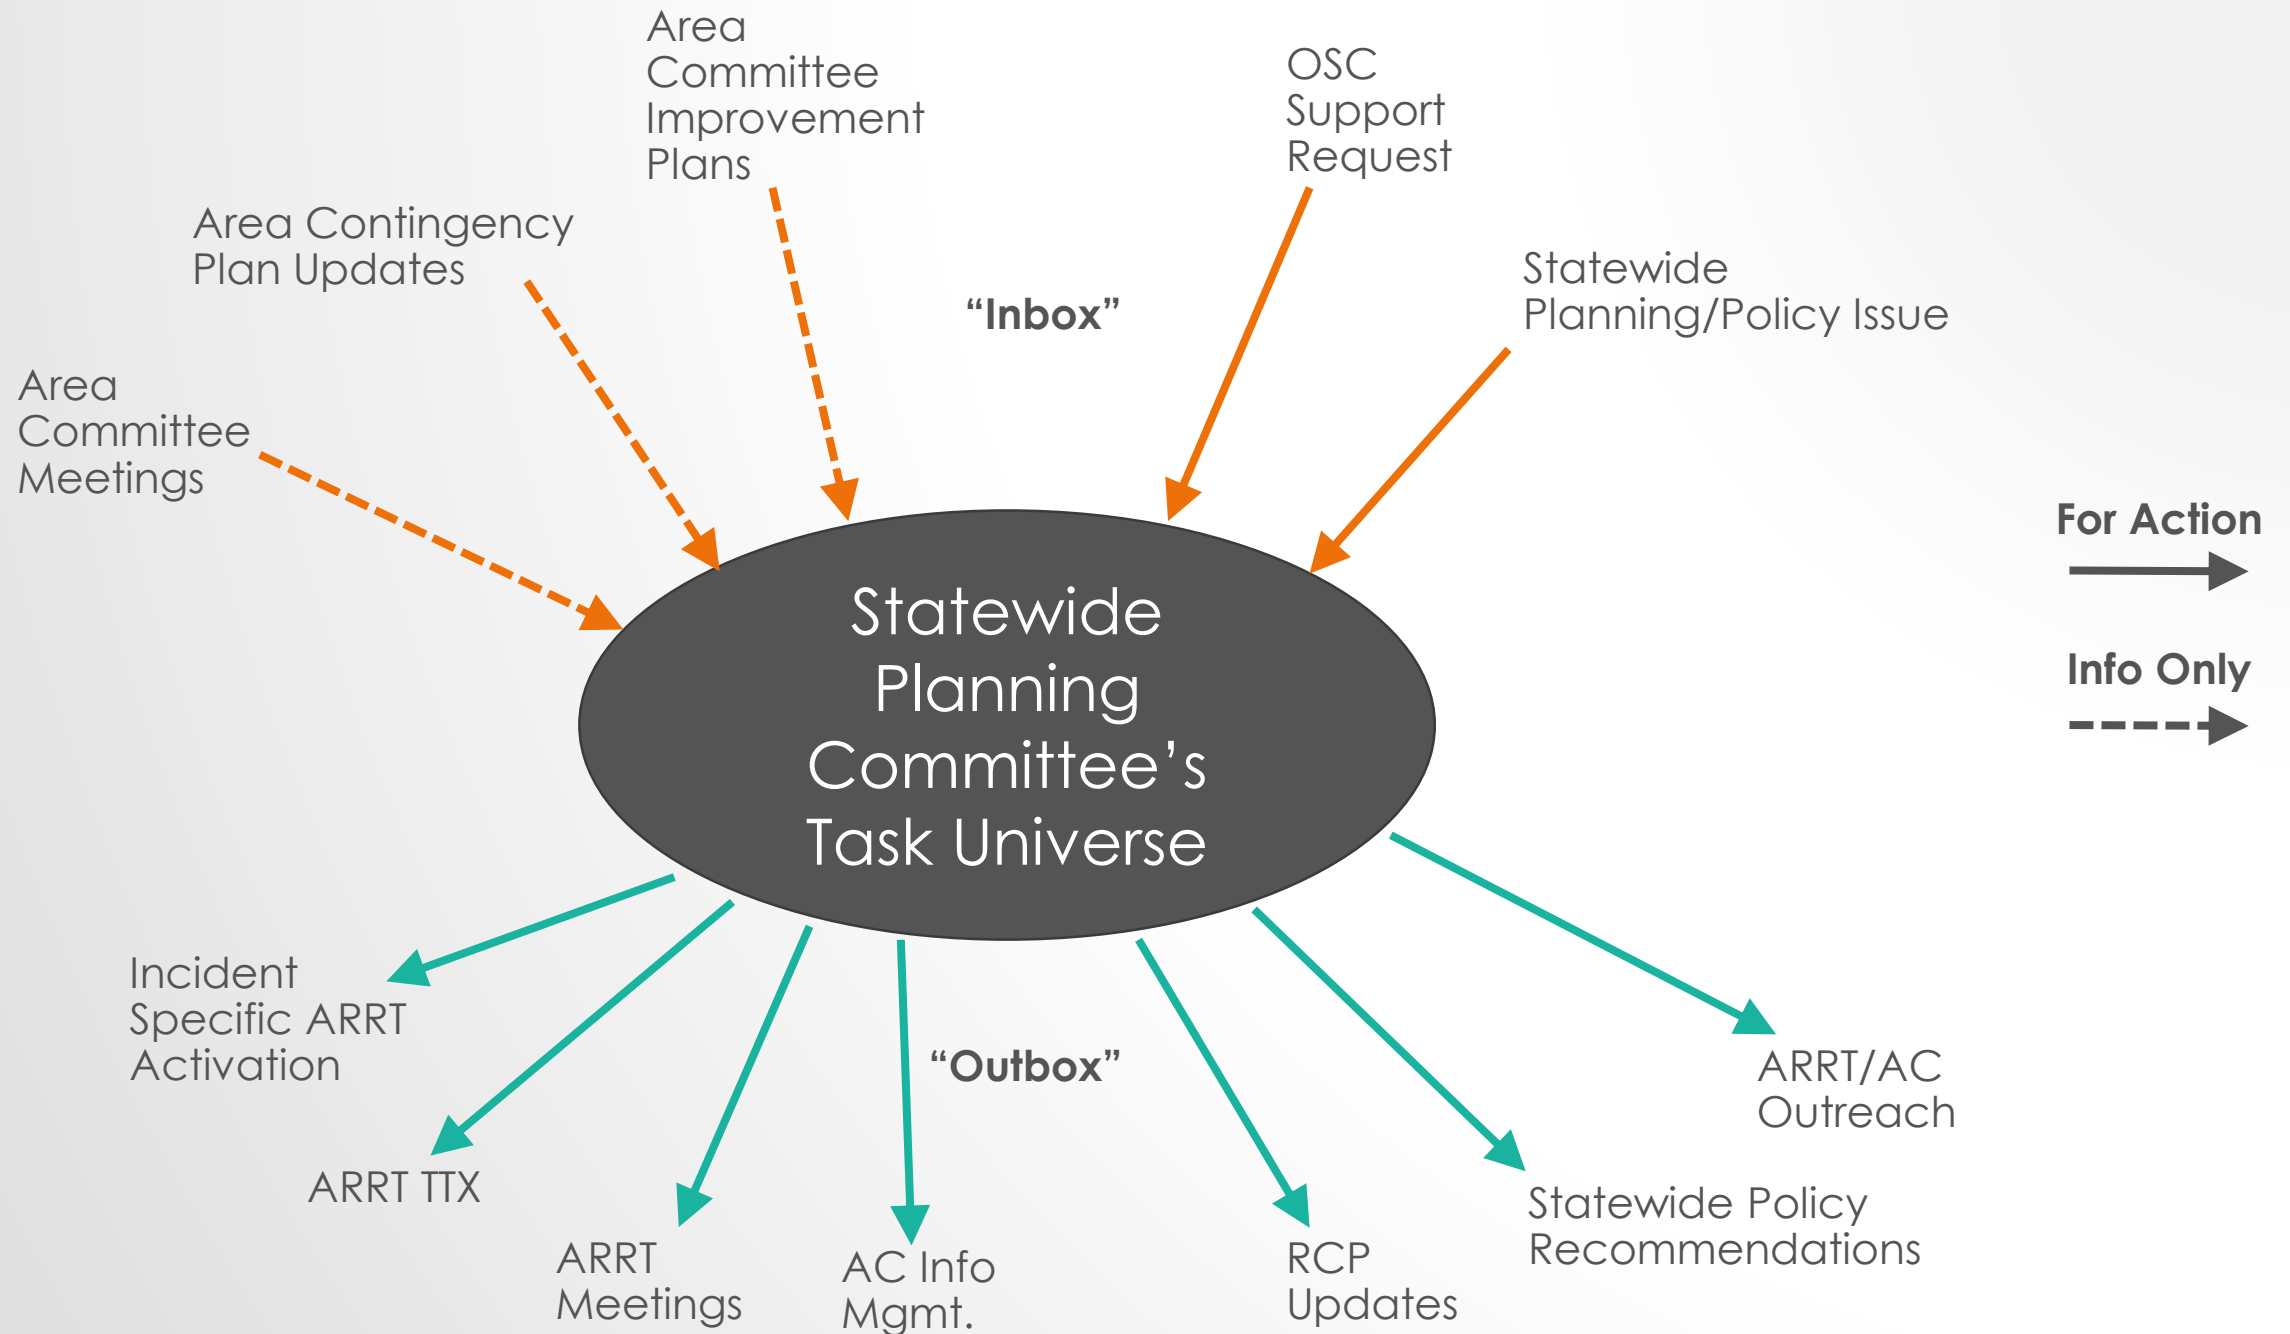 Area
Committee
Improvement
Plans
OSC
Support
Request
Area Contingency
Plan Updates
Statewide
Planning/Policy Issue
“Inbox”
Area
Committee
Meetings
For Action
Info Only
Statewide
Planning
Committee’s
Task Universe
Incident
Specific ARRT
Activation
“Outbox”
ARRT/AC
Outreach
ARRT TTX
Statewide Policy
Recommendations
ARRT
Meetings
AC Info
Mgmt.
RCP
Updates